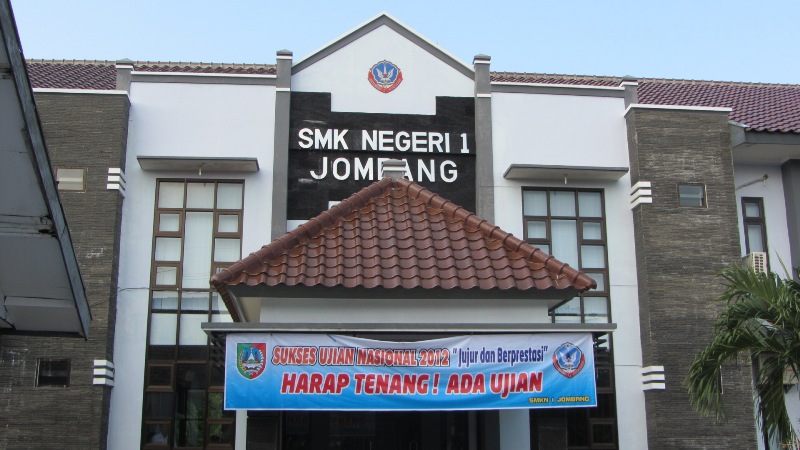 SMK NEGERI 1
JOMBANG
SUKSES UJIAN NASIONAL 2012 " Jujur dan Berprestasi"
HARAP TENANG! ADA UJIAN
SMKN 1 JOMBANG